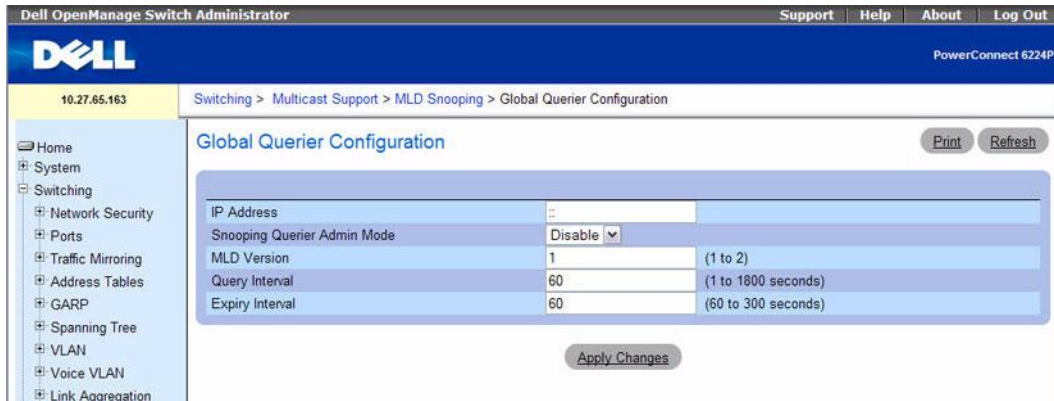 Dell OpenManage Switch Administrator
Support Help About Log Out
DELL
PowerConnect 6224P
10.27.65.163
Switching > Multicast Support > MLD Snooping > Global Querier Configuration
Home
System
Switching
Network Security
Ports
Traffic Mirroring
Address Tables
GARP
Spanning Tree
VLAN
Voice VLAN
Link Aggregation
Global Querier Configuration
Print Refresh
IP Address ::
Snooping Querier Admin Mode Disable
MLD Version 1 (1 to 2)
Query Interval 60 (1 to 1800 seconds)
Expiry Interval 60 (60 to 300 seconds)
Apply Changes